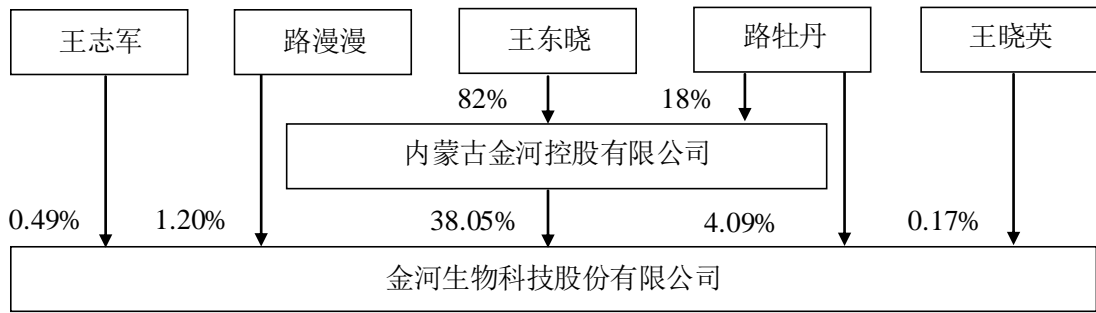 王志军
路漫漫
王东晓
路牡丹
王晓英
82%
18%
内蒙古金河控股有限公司
0.49%
1.20%
38.05%
4.09%
0.17%
金河生物科技股份有限公司